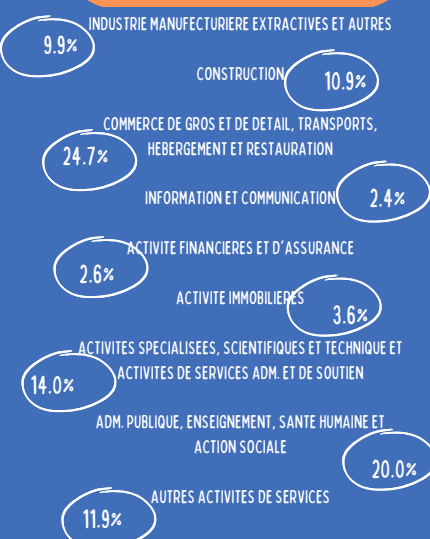 INDUSTRIE MANUFECTURIERE EXTRACTIVES ET AUTRES
9.9%
CONSTRUCTION
10.9%
COMMERCE DE GROS ET DE DETAIL, TRANSPORTS,
HEBERGEMENT ET RESTAURATION
24.7%
INFORMATION ET COMMUNICATION
2.4%
ACTIVITE FINANCIERES ET D'ASSURANCE
2.6%
ACTIVITE IMMOBILIERES
3.6%
ACTIVITES SPECIALISEES, SCIENTIFIQUES ET TECHNIQUE ET
ACTIVITES DE SERVICES ADM. ET DE SOUTIEN
14.0%
ADM. PUBLIQUE, ENSEIGNEMENT, SANTE HUMAINE ET
ACTION SOCIALE
20.0%
AUTRES ACTIVITES DE SERVICES
11.9%